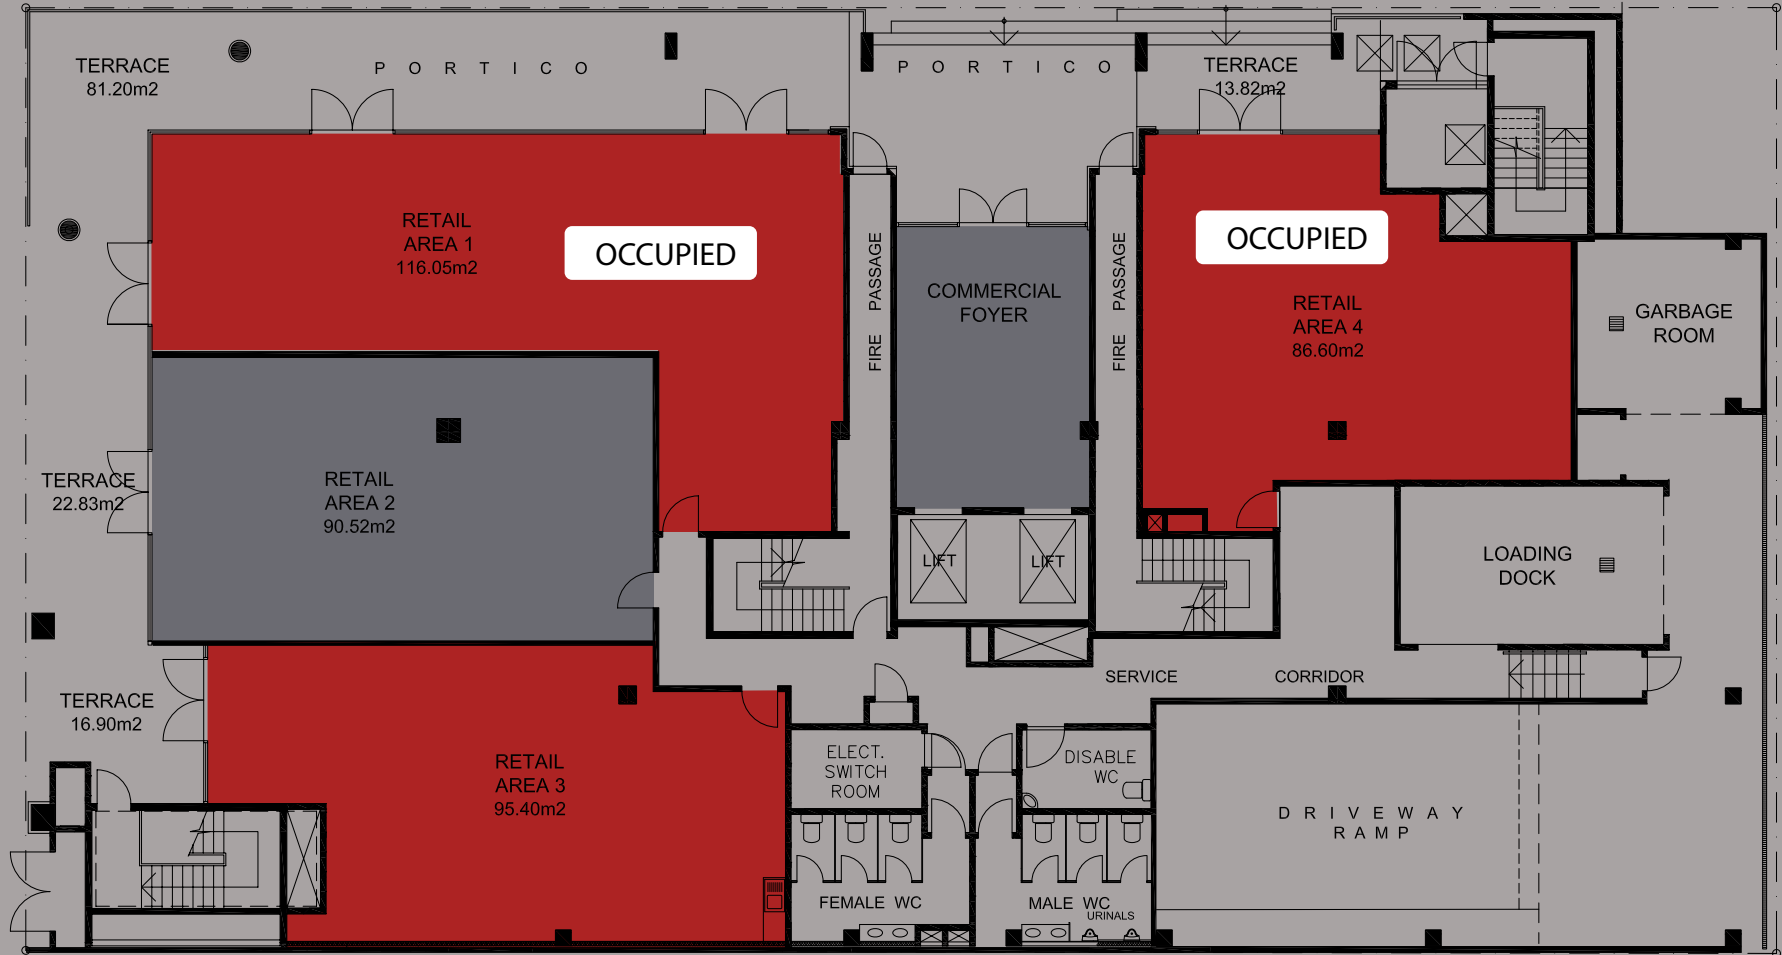 TERRACE
81.20m2
P O R T I C O
P O R T I C O
TERRACE
13.82m2
RETAIL
AREA 1
116.05m2
OCCUPIED
FIRE PASSAGE
COMMERCIAL
FOYER
FIRE PASSAGE
OCCUPIED
RETAIL
AREA 4
86.60m2
GARBAGE
ROOM
TERRACE
22.83m2
RETAIL
AREA 2
90.52m2
LIFT
LIFT
LOADING
DOCK
SERVICE CORRIDOR
TERRACE
16.90m2
RETAIL
AREA 3
95.40m2
ELECT.
SWITCH
ROOM
DISABLE
WC
D R I V E W A Y
R A M P
FEMALE WC
MALE WC
URINALS